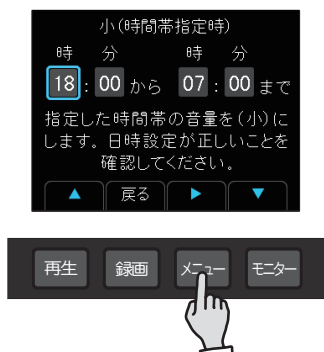 小（時間帯指定時）
時 分 時 分
18 : 00 から 07 : 00 まで
指定した時間帯の音量を（小）に
します。日時設定が正しいことを
確認してください。
▲ 戻る ▶ ▼
再生 録画 メニュー モニター